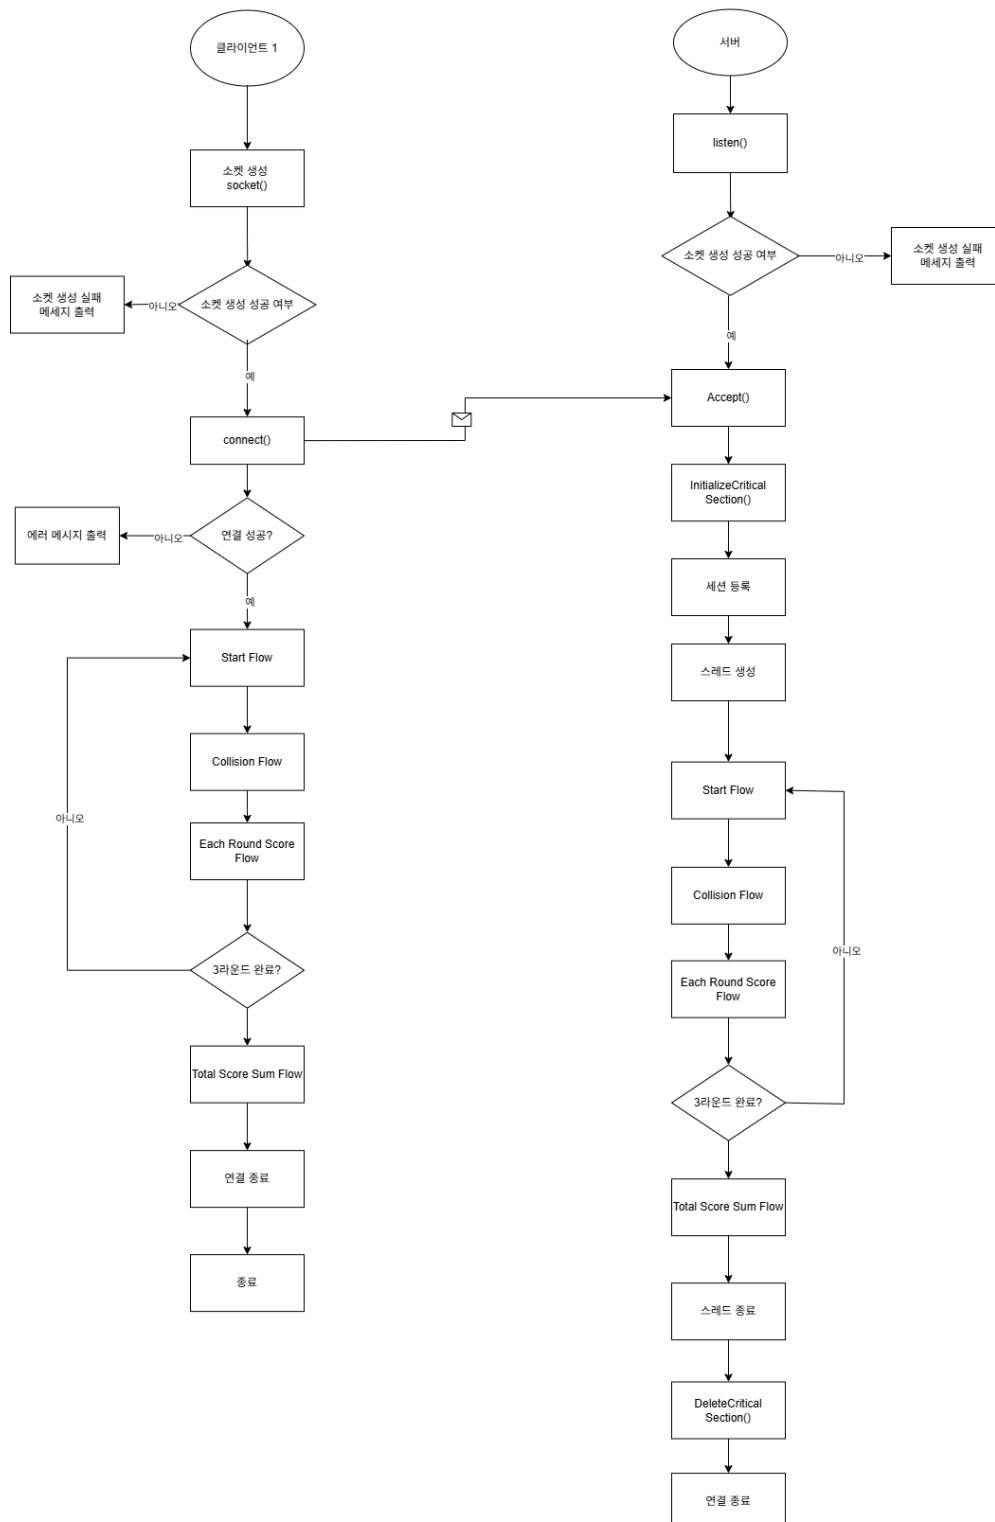 클라이언트 1
소켓 생성
socket()
소켓 생성 성공 여부
아니오
소켓 생성 실패
메세지 출력
예
connect()
연결 성공?
아니오
에러 메시지 출력
예
Start Flow
Collision Flow
Each Round Score
Flow
3라운드 완료?
아니오
Total Score Sum Flow
연결 종료
종료
서버
listen()
소켓 생성 성공 여부
아니오
소켓 생성 실패
메세지 출력
예
Accept()
InitializeCritical
Section()
세션 등록
스레드 생성
Start Flow
Collision Flow
Each Round Score
Flow
3라운드 완료?
아니오
Total Score Sum Flow
스레드 종료
DeleteCritical
Section()
연결 종료